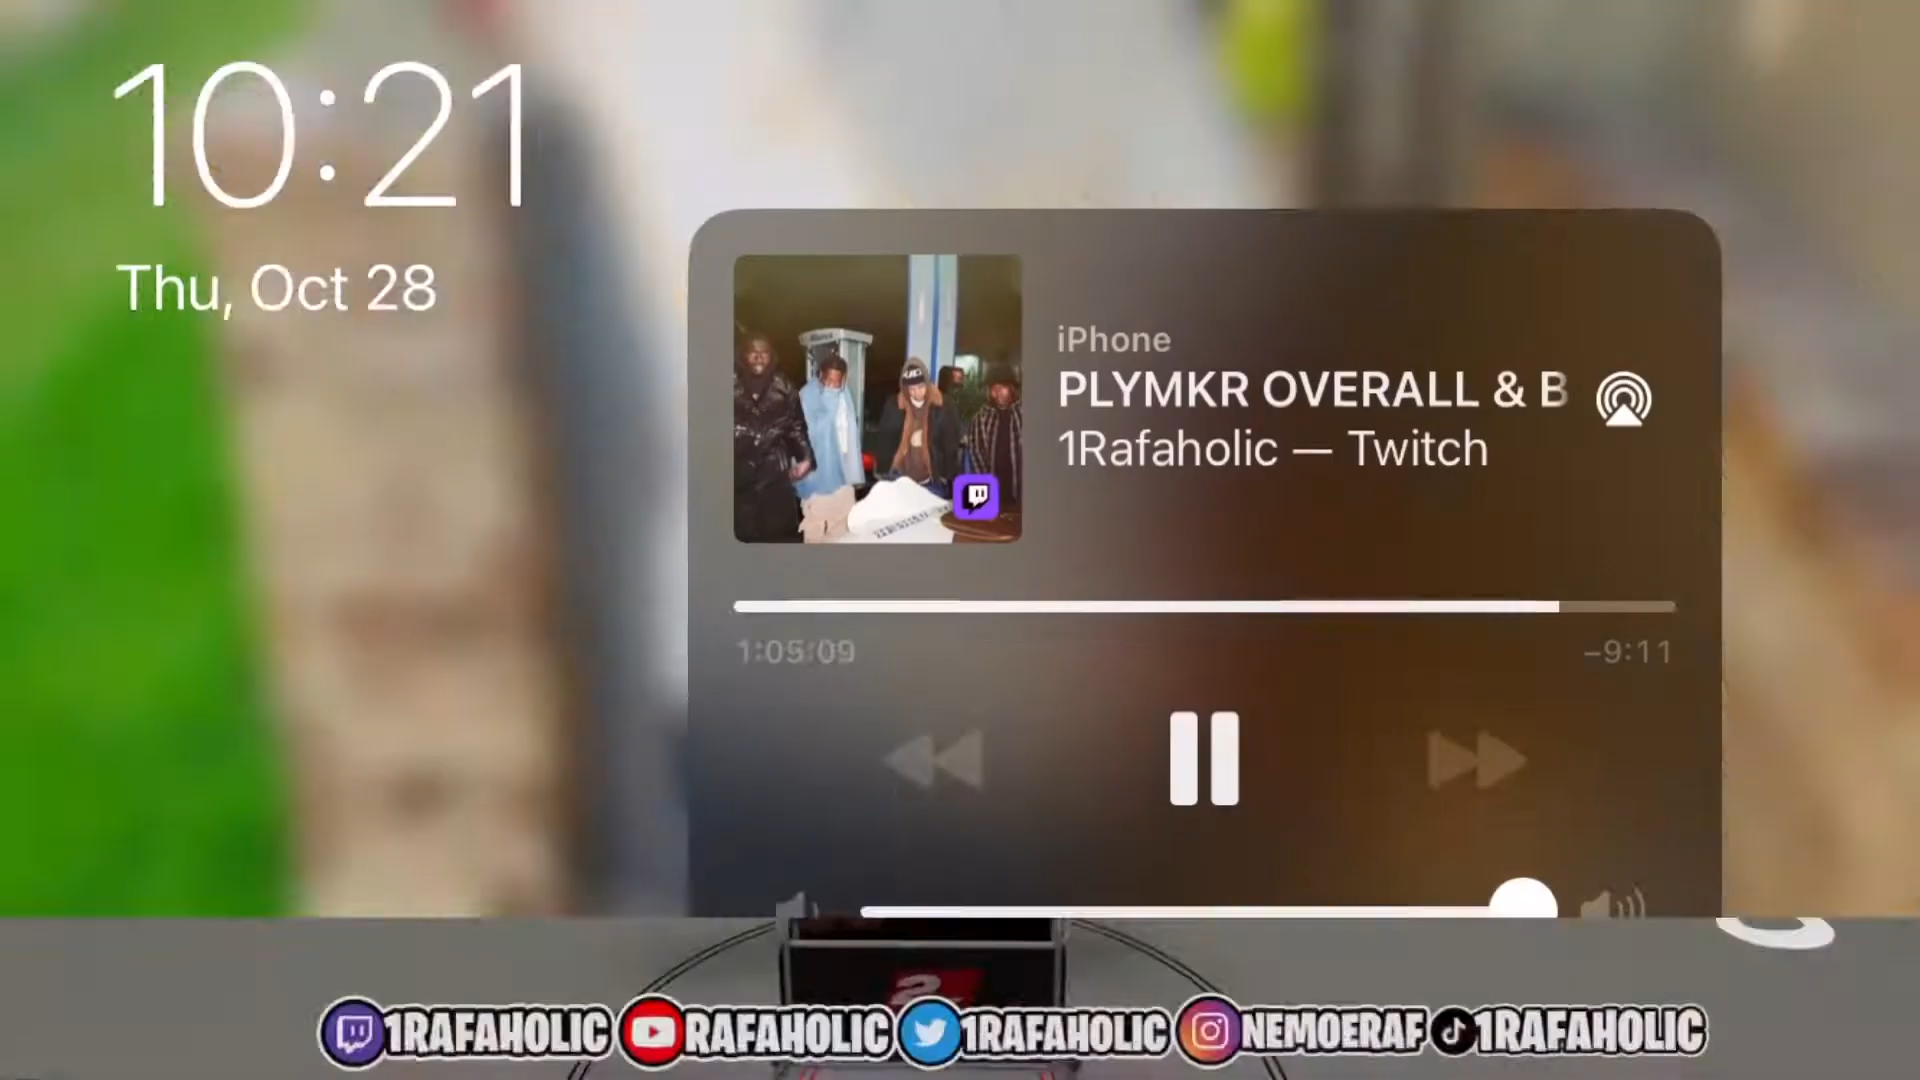 10:21
Thu, Oct 28
iPhone
PLYMKR OVERALL & B
1Rafaholic — Twitch
1:05:09
−9:11
1RAFAHOLIC RAFAHOLIC 1RAFAHOLIC NEMOERAF 1RAFAHOLIC